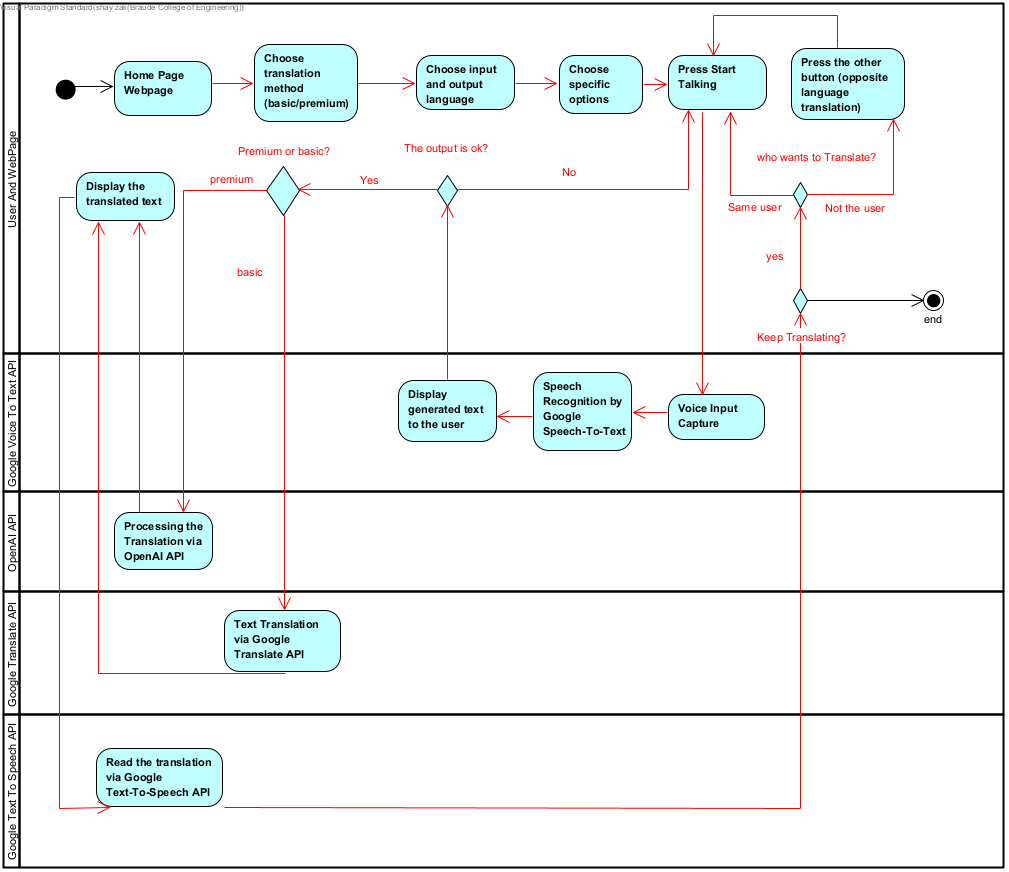 Visual Paradigm Standard(shay zak(Braude College of Engineering))
User And WebPage
Home Page
Webpage
Choose
translation
method
(basic/premium)
Choose input
and output
language
Choose
specific
options
Press Start
Talking
Press the other
button (opposite
language
translation)
Premium or basic?
The output is ok?
who wants to Translate?
Display the
translated text
premium
Yes
No
Same user
Not the user
basic
yes
end
Keep Translating?
Google Voice To Text API
Display
generated text
to the user
Speech
Recognition by
Google
Speech-To-Text
Voice Input
Capture
OpenAI API
Processing the
Translation via
OpenAI API
Google Translate API
Text Translation
via Google
Translate API
Google Text To Speech API
Read the translation
via Google
Text-To-Speech API